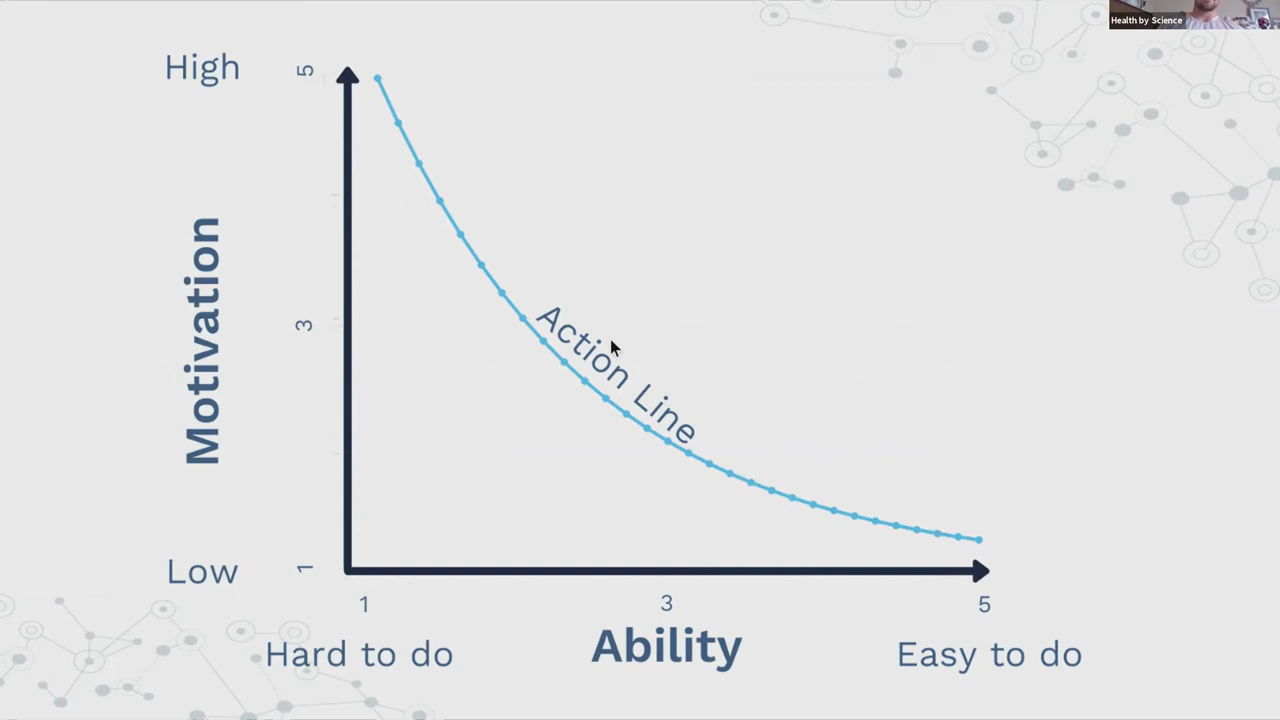 Health by Science
High
5
Motivation
3
Action Line
Low
1
1
3
5
Hard to do
Ability
Easy to do